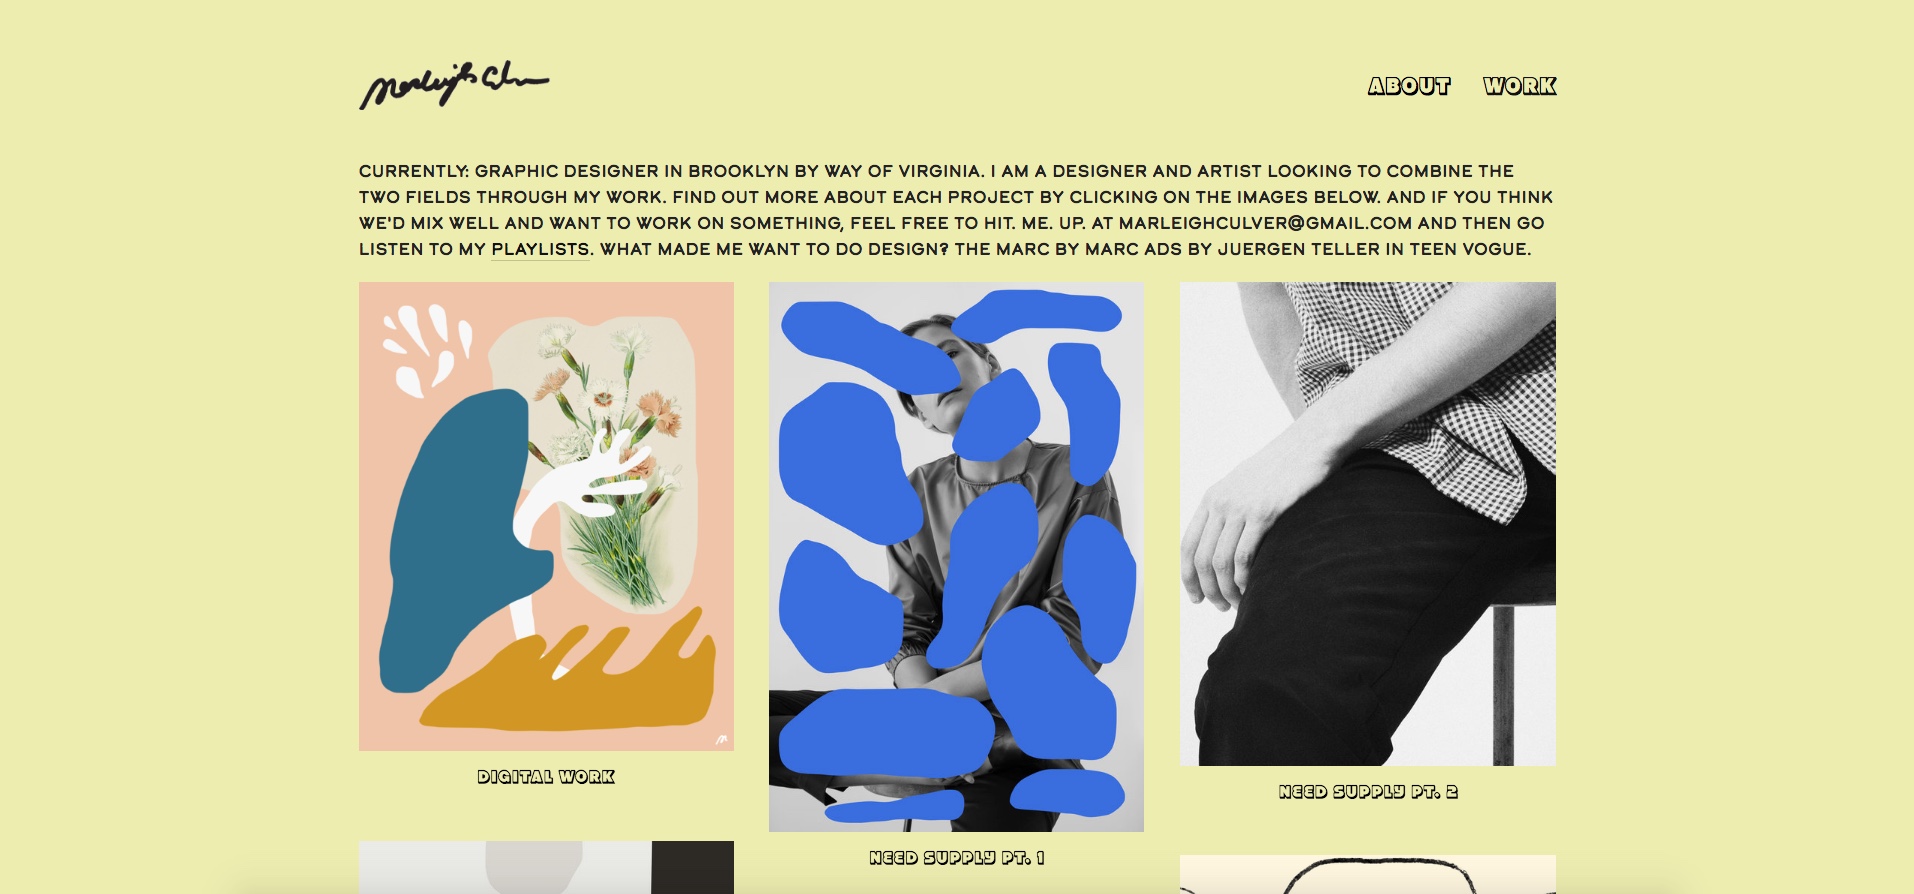 Marleigh Culver
ABOUT WORK
CURRENTLY: GRAPHIC DESIGNER IN BROOKLYN BY WAY OF VIRGINIA. I AM A DESIGNER AND ARTIST LOOKING TO COMBINE THE
TWO FIELDS THROUGH MY WORK. FIND OUT MORE ABOUT EACH PROJECT BY CLICKING ON THE IMAGES BELOW. AND IF YOU THINK
WE'D MIX WELL AND WANT TO WORK ON SOMETHING, FEEL FREE TO HIT. ME. UP. AT MARLEIGHCULVER@GMAIL.COM AND THEN GO
LISTEN TO MY PLAYLISTS. WHAT MADE ME WANT TO DO DESIGN? THE MARC BY MARC ADS BY JUERGEN TELLER IN TEEN VOGUE.
DIGITAL WORK
NEED SUPPLY PT. 2
NEED SUPPLY PT. 1